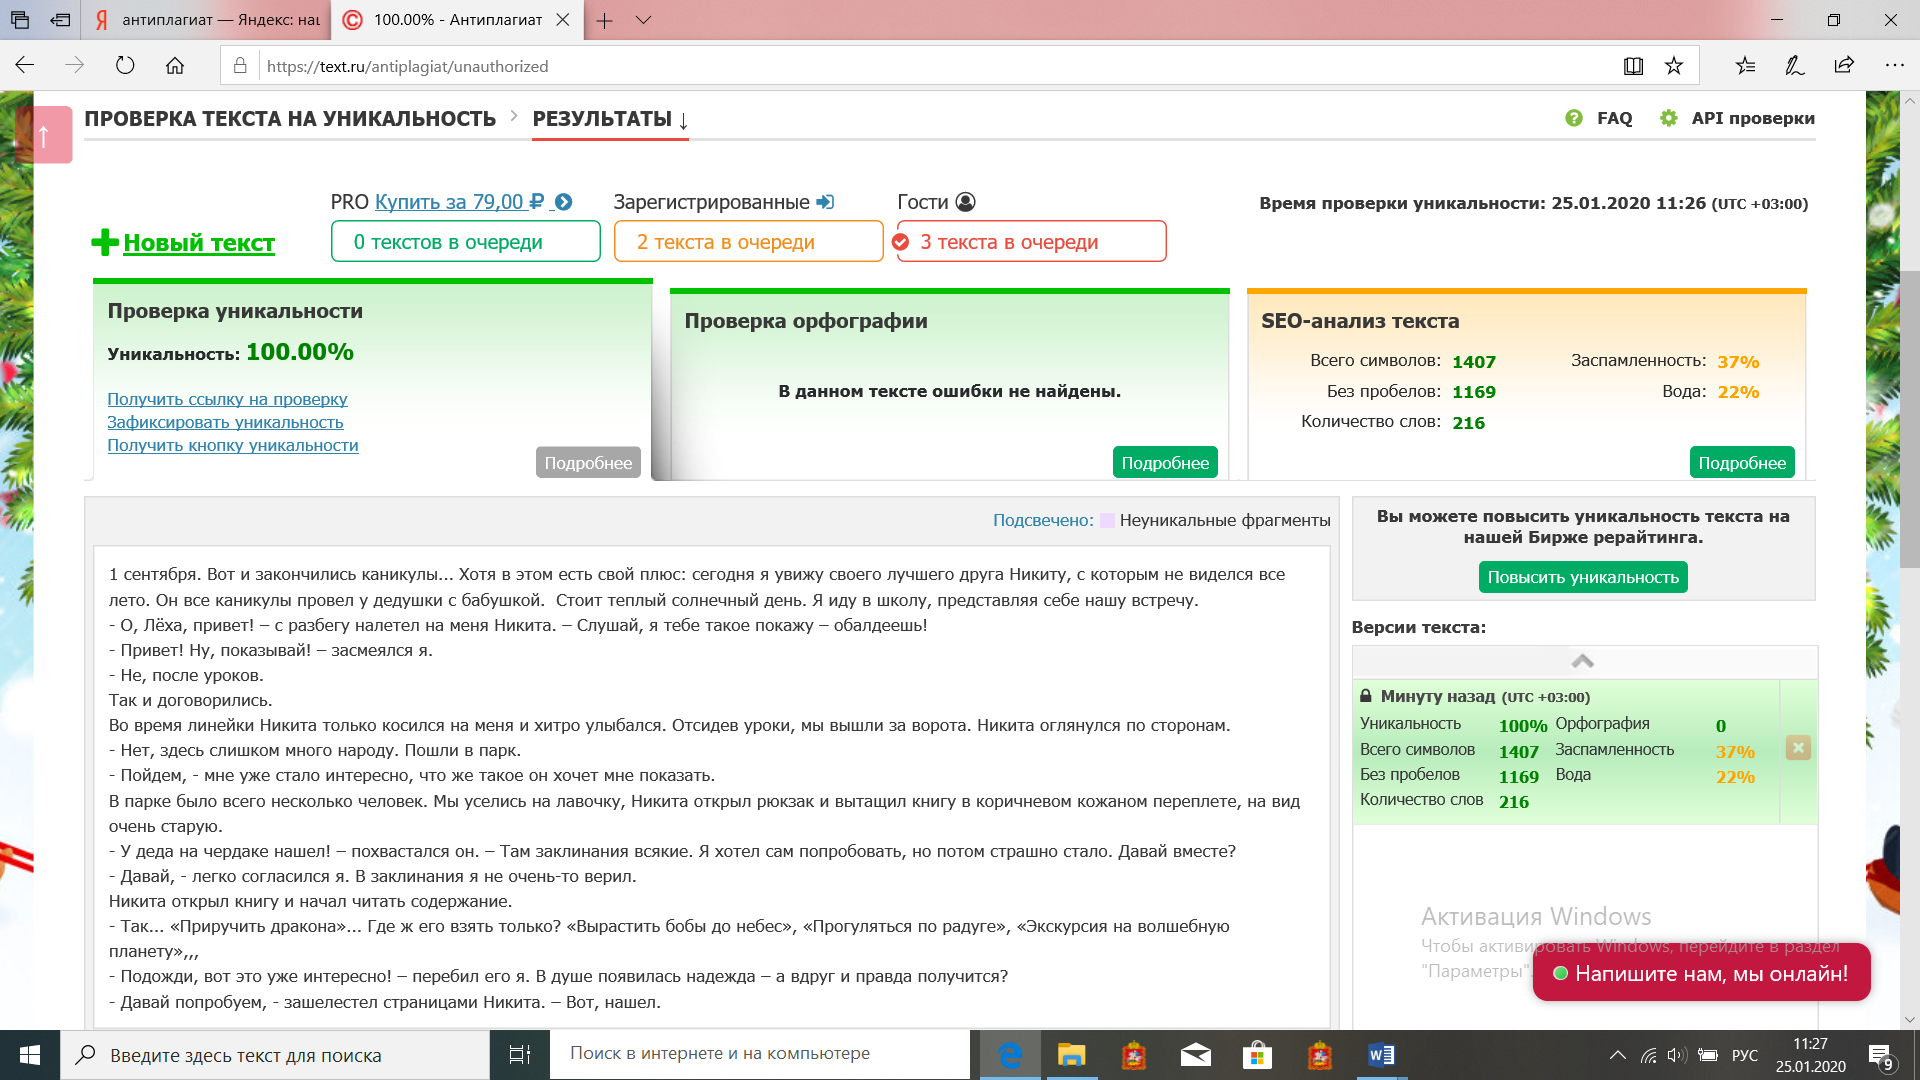 антиплагиат — Яндекс: наш
100.00% - Антиплагиат
https://text.ru/antiplagiat/unauthorized
ПРОВЕРКА ТЕКСТА НА УНИКАЛЬНОСТЬ > РЕЗУЛЬТАТЫ ↓
FAQ API проверки
PRO Купить за 79,00 ₽
Зарегистрированные
Гости
Время проверки уникальности: 25.01.2020 11:26 (UTC +03:00)
Новый текст
0 текстов в очереди
2 текста в очереди
3 текста в очереди
Проверка уникальности
Уникальность: 100.00%
Получить ссылку на проверку
Зафиксировать уникальность
Получить кнопку уникальности
Подробнее
Проверка орфографии
В данном тексте ошибки не найдены.
Подробнее
SEO-анализ текста
Всего символов: 1407 Заспамленность: 37%
Без пробелов: 1169 Вода: 22%
Количество слов: 216
Подробнее
Подсвечено: Неуникальные фрагменты
1 сентября. Вот и закончились каникулы... Хотя в этом есть свой плюс: сегодня я увижу своего лучшего друга Никиту, с которым не виделся все
лето. Он все каникулы провел у дедушки с бабушкой.  Стоит теплый солнечный день. Я иду в школу, представляя себе нашу встречу.
- О, Лёха, привет! – с разбегу налетел на меня Никита. – Слушай, я тебе такое покажу – обалдеешь!
- Привет! Ну, показывай! – засмеялся я.
- Не, после уроков.
Так и договорились.
Во время линейки Никита только косился на меня и хитро улыбался. Отсидев уроки, мы вышли за ворота. Никита оглянулся по сторонам.
- Нет, здесь слишком много народу. Пошли в парк.
- Пойдем, - мне уже стало интересно, что же такое он хочет мне показать.
В парке было всего несколько человек. Мы уселись на лавочку, Никита открыл рюкзак и вытащил книгу в коричневом кожаном переплете, на вид
очень старую.
- У деда на чердаке нашел! – похвастался он. – Там заклинания всякие. Я хотел сам попробовать, но потом страшно стало. Давай вместе?
- Давай, - легко согласился я. В заклинания я не очень-то верил.
Никита открыл книгу и начал читать содержание.
- Так... «Приручить дракона»... Где ж его взять только? «Вырастить бобы до небес», «Прогуляться по радуге», «Экскурсия на волшебную
планету»,,,
- Подожди, вот это уже интересно! – перебил его я. В душе появилась надежда – а вдруг и правда получится?
- Давай попробуем, - зашелестел страницами Никита. – Вот, нашел.
Вы можете повысить уникальность текста на
нашей Бирже рерайтинга.
Повысить уникальность
Версии текста:
Минуту назад (UTC +03:00)
Уникальность 100% Орфография 0
Всего символов 1407 Заспамленность 37%
Без пробелов 1169 Вода 22%
Количество слов 216
Активация Windows
Чтобы активировать Windows, перейдите в раздел
"Параметры".
Напишите нам, мы онлайн!
Введите здесь текст для поиска
Поиск в интернете и на компьютере
РУС
11:27
25.01.2020
9